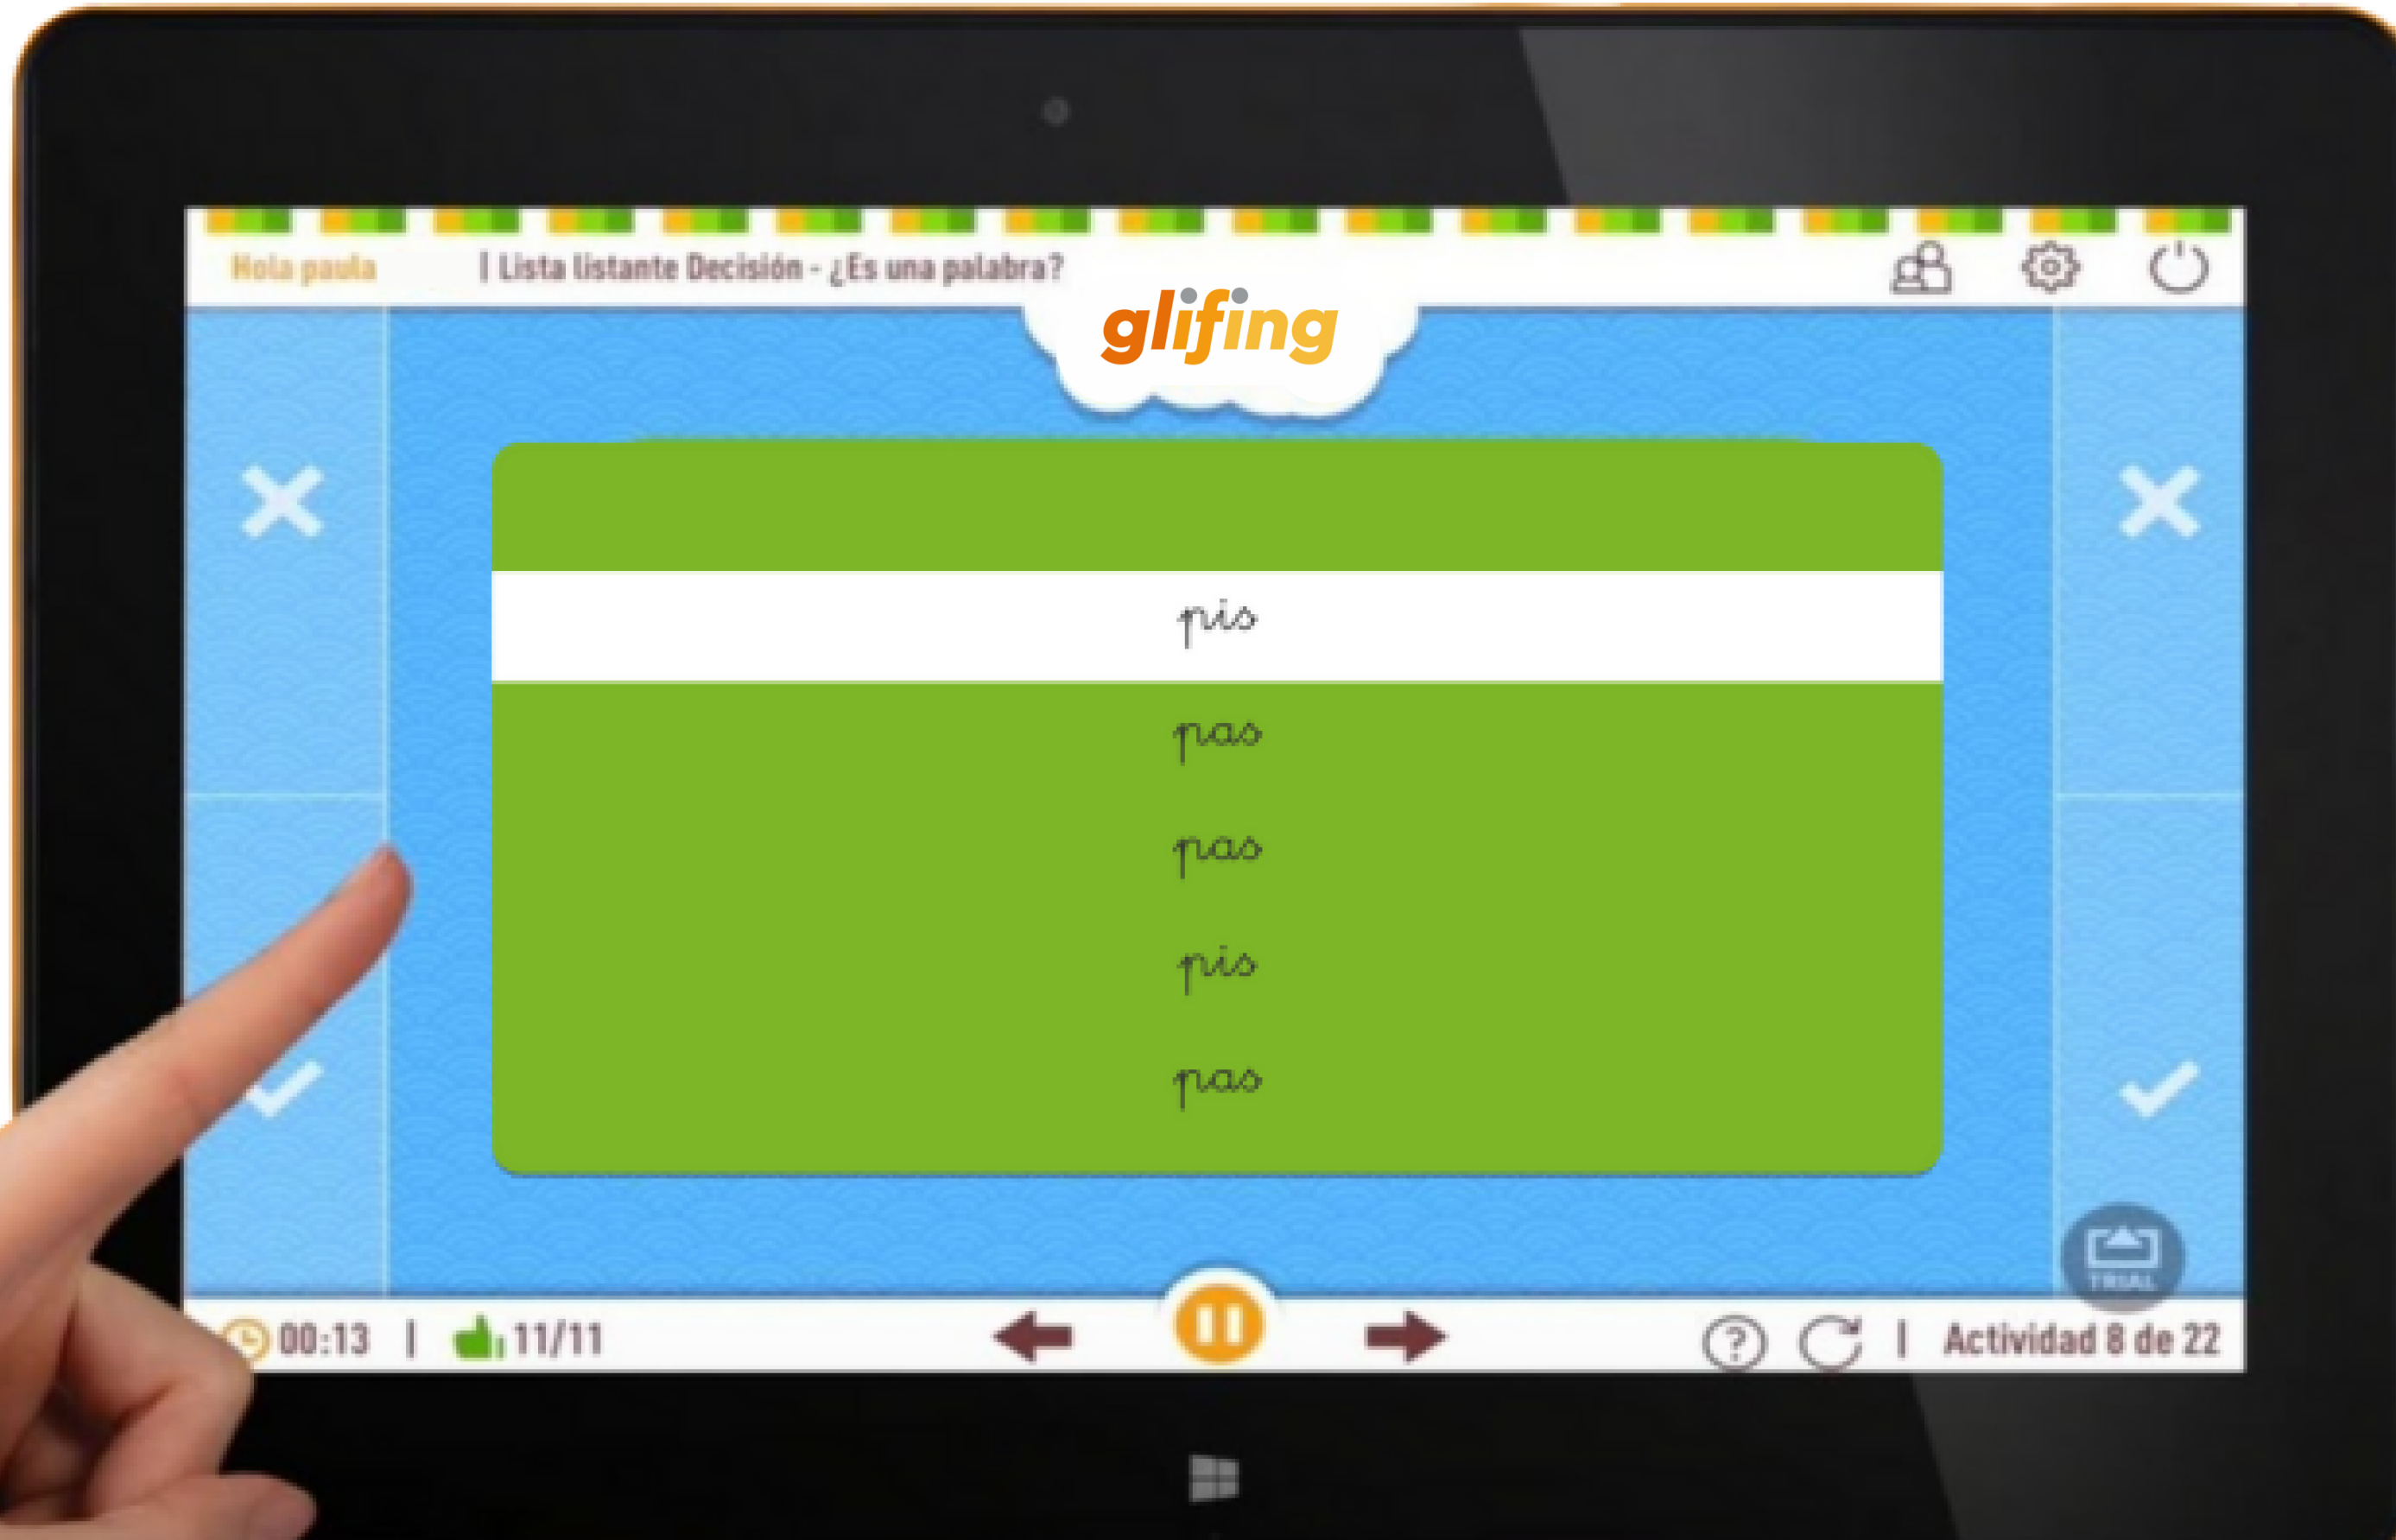 Hola paula | Lista listante Decisión - ¿Es una palabra?
glifing
pis
pas
pas
pis
pas
TRIAL
00:13 | 11/11
? | Actividad 8 de 22